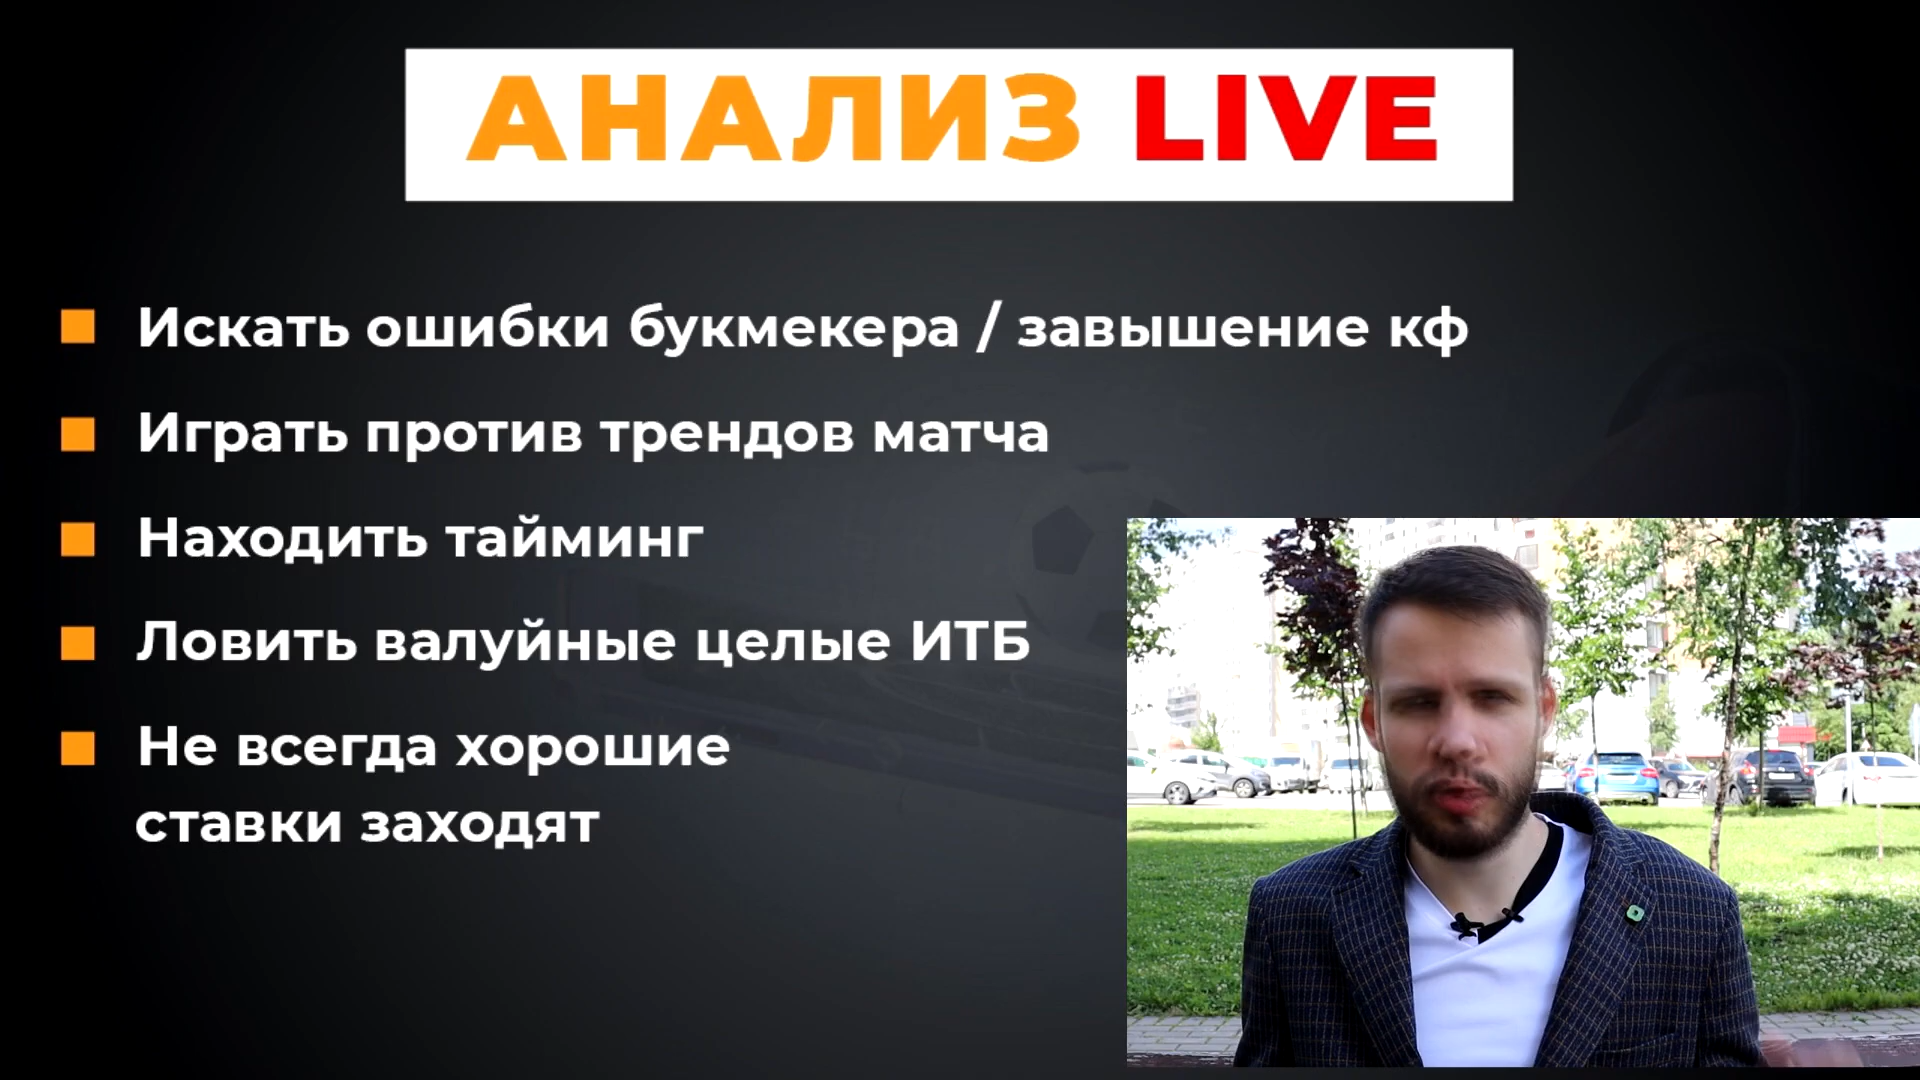 АНАЛИЗ LIVE
Искать ошибки букмекера / завышение кф
Играть против трендов матча
Находить тайминг
Ловить валуйные целые ИТБ
Не всегда хорошие
ставки заходят